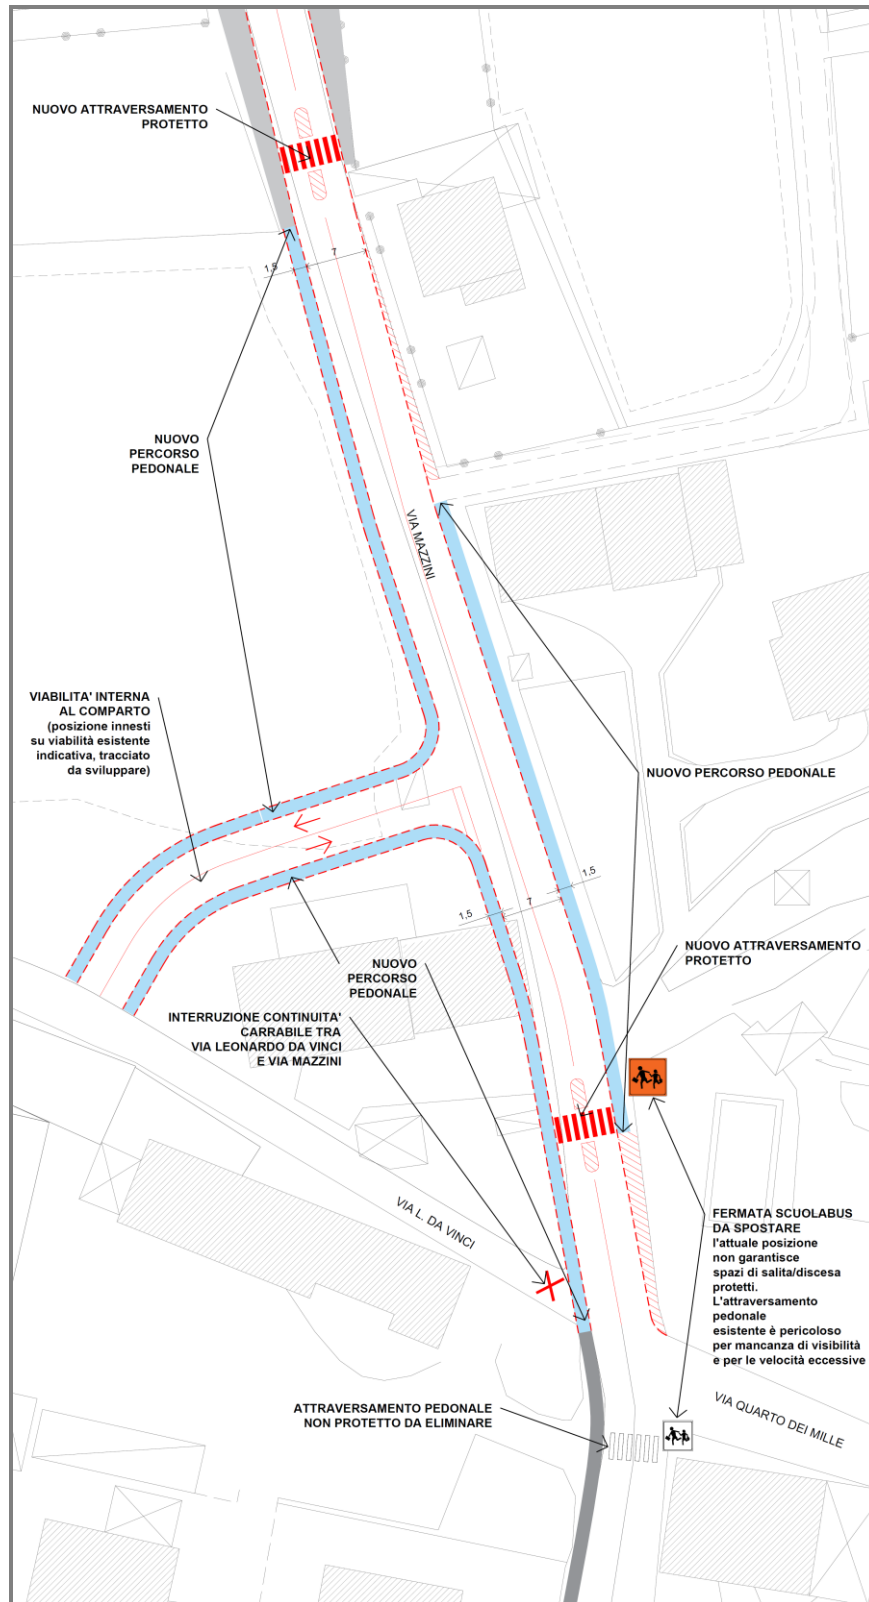 NUOVO ATTRAVERSAMENTO
PROTETTO
1,5
7
NUOVO
PERCORSO
PEDONALE
VIA MAZZINI
VIABILITA' INTERNA
AL COMPARTO
(posizione innesti
su viabilità esistente
indicativa, tracciato
da sviluppare)
NUOVO PERCORSO PEDONALE
1,5
7
1,5
NUOVO ATTRAVERSAMENTO
PROTETTO
NUOVO
PERCORSO
PEDONALE
INTERRUZIONE CONTINUITA'
CARRABILE TRA
VIA LEONARDO DA VINCI
E VIA MAZZINI
VIA L. DA VINCI
FERMATA SCUOLABUS
DA SPOSTARE
l'attuale posizione
non garantisce
spazi di salita/discesa
protetti.
L'attraversamento
pedonale
esistente è pericoloso
per mancanza di visibilità
e per le velocità eccessive
VIA QUARTO DEI MILLE
ATTRAVERSAMENTO PEDONALE
NON PROTETTO DA ELIMINARE